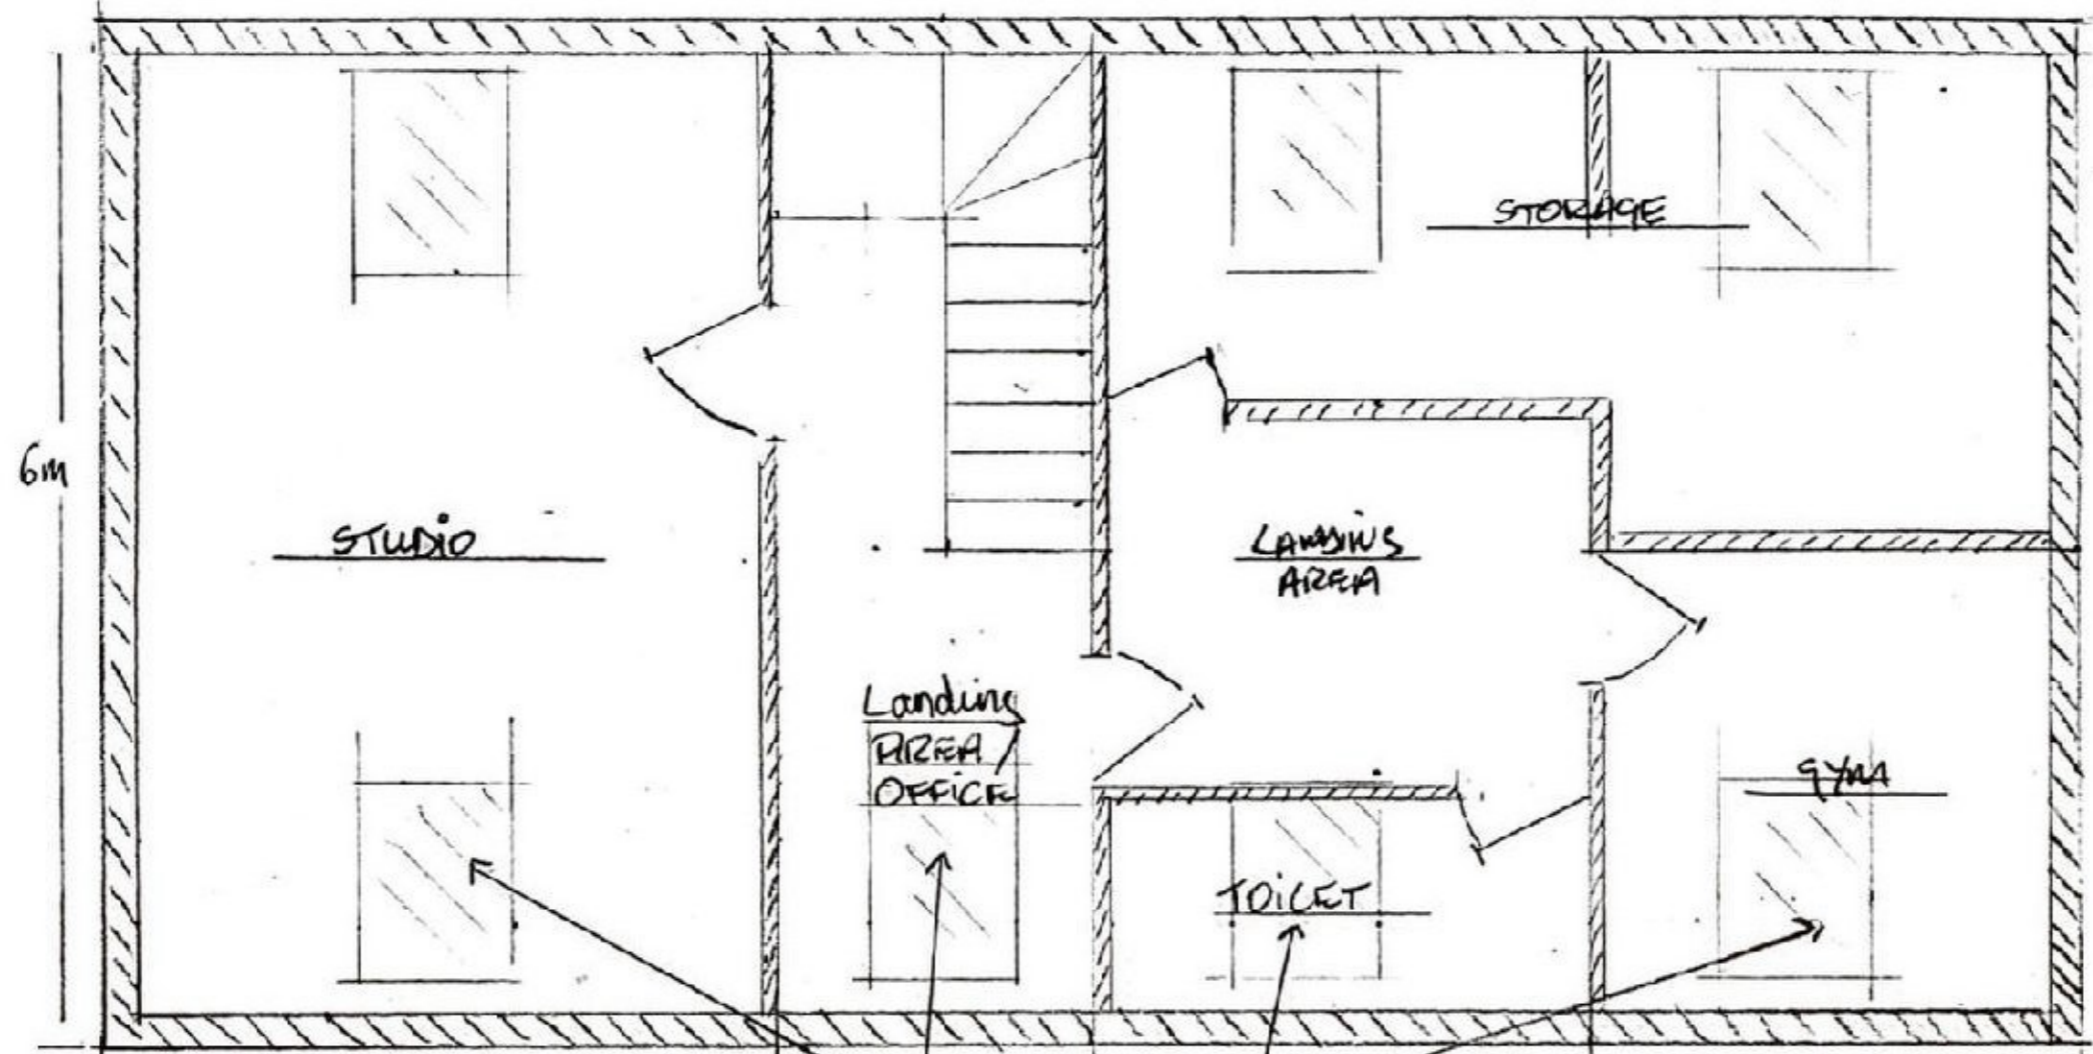 STORAGE
6m
STUDIO
LANDING
AREA
Landing
AREA /
OFFICE
GYM
TOILET